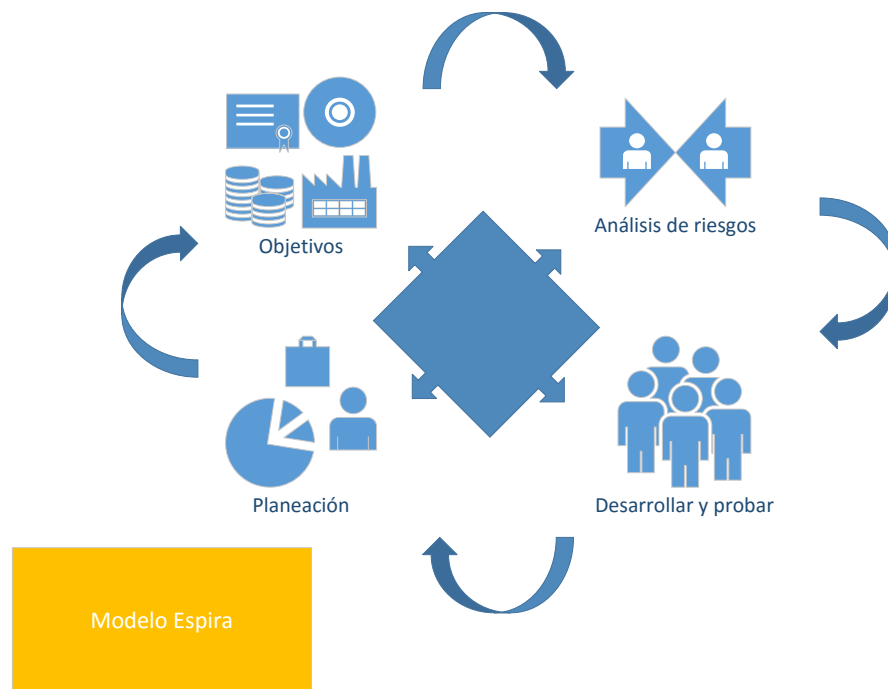 Objetivos
Análisis de riesgos
Planeación
Desarrollar y probar
Modelo Espira